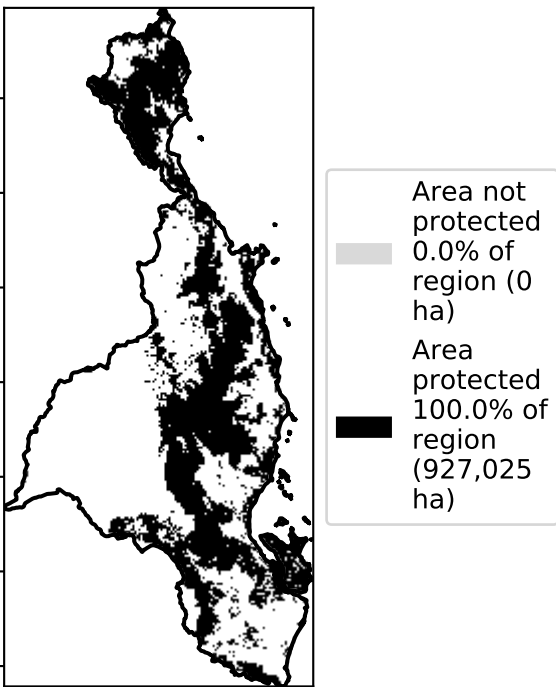 Area not
protected
0.0% of
region (0
ha)
Area
protected
100.0% of
region
(927,025
ha)